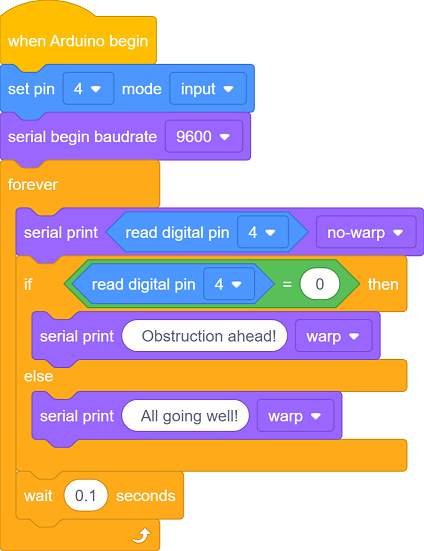 when Arduino begin
set pin 4 mode input
serial begin baudrate 9600
forever
serial print read digital pin 4 no-warp
if read digital pin 4 = 0 then
serial print Obstruction ahead! warp
else
serial print All going well! warp
wait 0.1 seconds